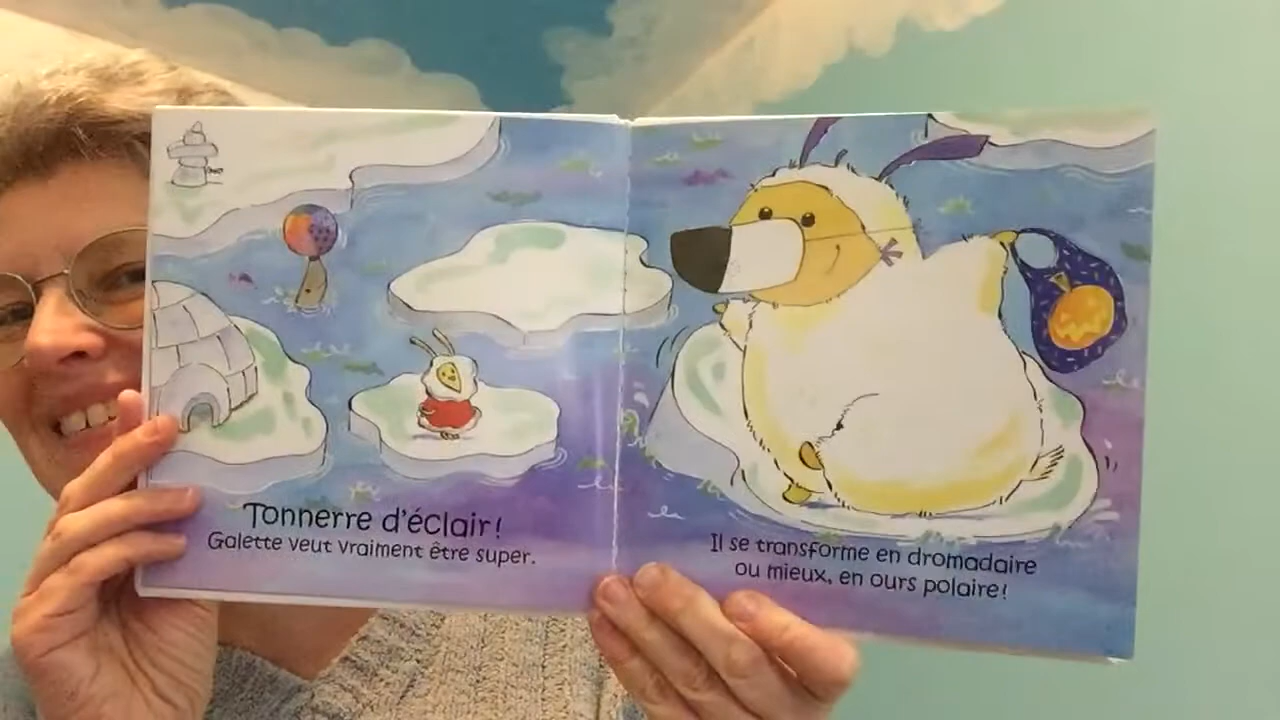 Tonnerre d'éclair!
Galette veut vraiment être super.
Il se transforme en dromadaire
ou mieux, en ours polaire!